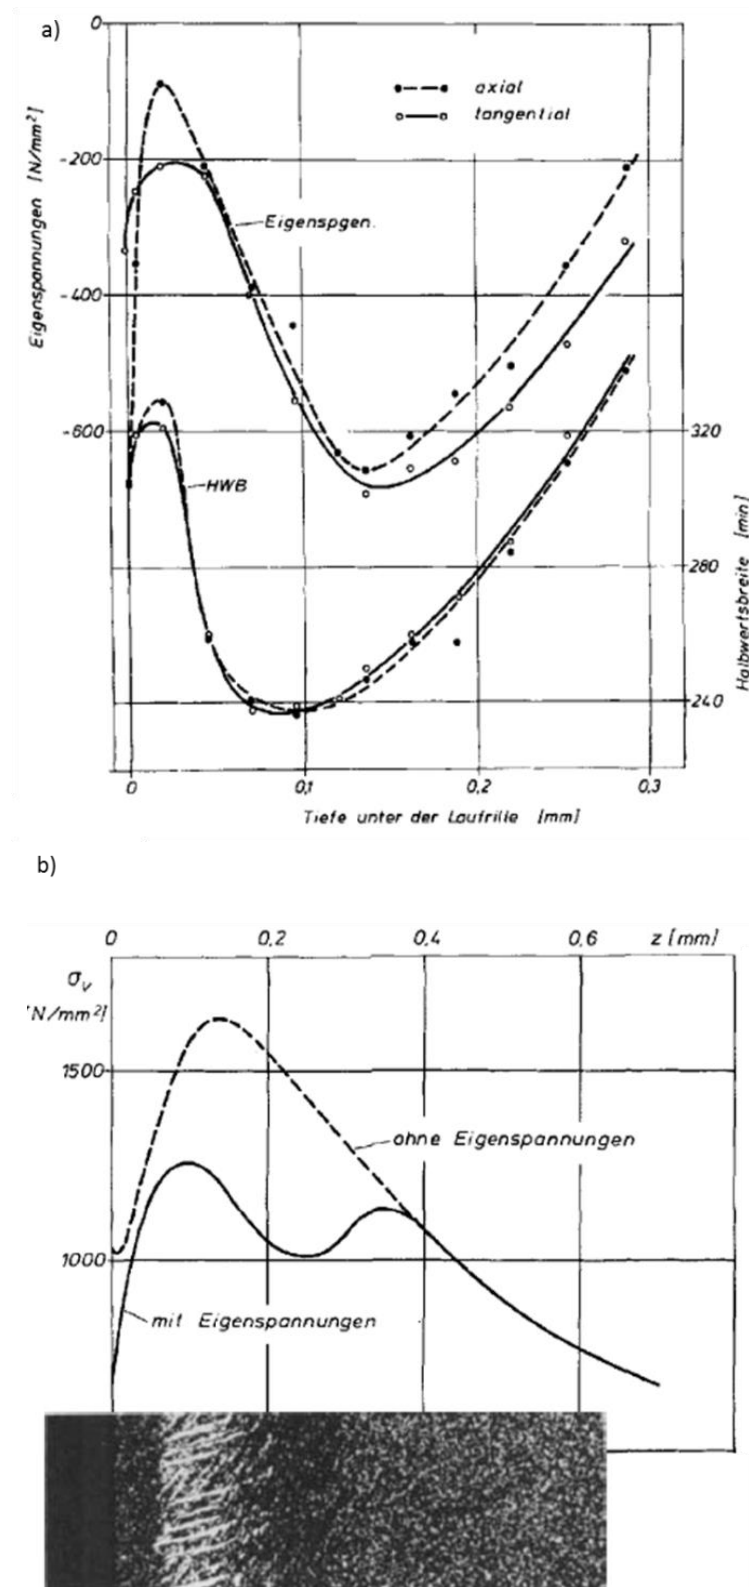 a)
0
-200
-400
-600
Eigenspannungen [N/mm²]
axial
tangential
Eigenspgen.
HWB
320
280
240
Halbwertsbreite [min]
0
0,1
0,2
0,3
Tiefe unter der Laufrille [mm]
b)
0
0,2
0,4
0,6
z [mm]
σv
[N/mm²]
1500
1000
ohne Eigenspannungen
mit Eigenspannungen